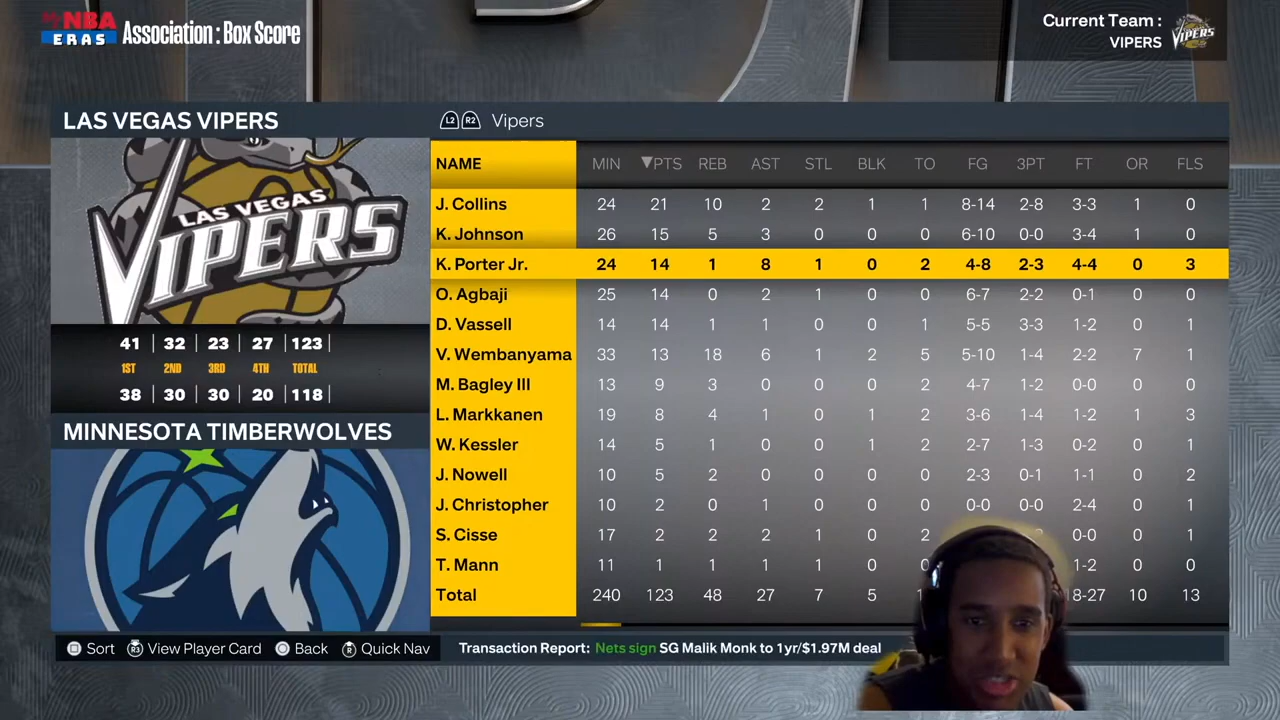 MyNBA
ERAS
Association : Box Score
Current Team :
VIPERS
VIPERS
LAS VEGAS VIPERS
L2 R2 Vipers
LAS VEGAS
VIPERS
41 | 32 | 23 | 27 | 123 |
1ST 2ND 3RD 4TH TOTAL
38 | 30 | 30 | 20 | 118 |
MINNESOTA TIMBERWOLVES
NAME MIN ▼PTS REB AST STL BLK TO FG 3PT FT OR FLS
J. Collins 24 21 10 2 2 1 1 8-14 2-8 3-3 1 0
K. Johnson 26 15 5 3 0 0 0 6-10 0-0 3-4 1 0
K. Porter Jr. 24 14 1 8 1 0 2 4-8 2-3 4-4 0 3
O. Agbaji 25 14 0 2 1 0 0 6-7 2-2 0-1 0 0
D. Vassell 14 14 1 1 0 0 1 5-5 3-3 1-2 0 1
V. Wembanyama 33 13 18 6 1 2 5 5-10 1-4 2-2 7 1
M. Bagley III 13 9 3 0 0 0 2 4-7 1-2 0-0 0 0
L. Markkanen 19 8 4 1 0 1 2 3-6 1-4 1-2 1 3
W. Kessler 14 5 1 0 0 1 2 2-7 1-3 0-2 0 1
J. Nowell 10 5 2 0 0 0 0 2-3 0-1 1-1 0 2
J. Christopher 10 2 0 1 0 0 0 0-0 0-0 2-4 0 1
S. Cisse 17 2 2 2 1 0 2 0-0 0 1
T. Mann 11 1 1 1 1 0 1-2 0 0
Total 240 123 48 27 7 5 18-27 10 13
Sort R3 View Player Card Back R Quick Nav
Transaction Report: Nets sign SG Malik Monk to 1yr/$1.97M deal